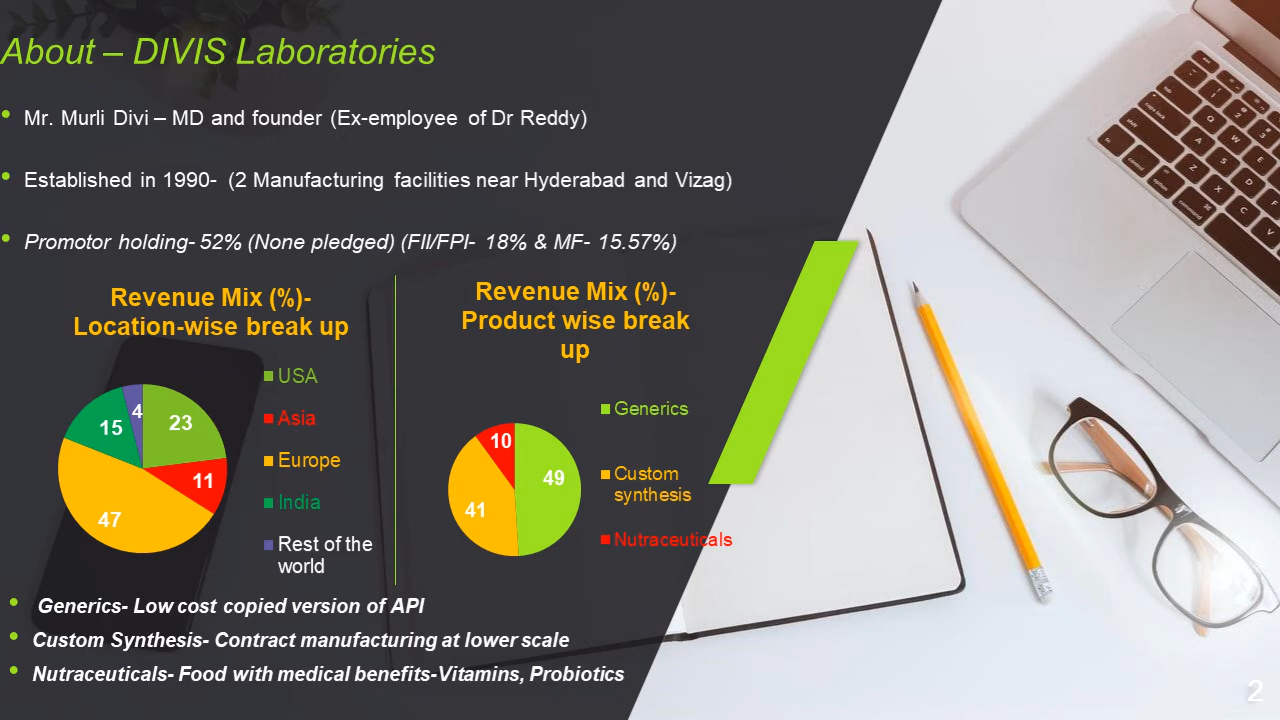 About – DIVIS Laboratories
• Mr. Murli Divi – MD and founder (Ex-employee of Dr Reddy)
• Established in 1990- (2 Manufacturing facilities near Hyderabad and Vizag)
• Promotor holding- 52% (None pledged) (FII/FPI- 18% & MF- 15.57%)
Revenue Mix (%)-
Location-wise break up
23
11
47
15
4
USA
Asia
Europe
India
Rest of the
world
Revenue Mix (%)-
Product wise break
up
49
41
10
Generics
Custom
synthesis
Nutraceuticals
• Generics- Low cost copied version of API
• Custom Synthesis- Contract manufacturing at lower scale
• Nutraceuticals- Food with medical benefits-Vitamins, Probiotics
2